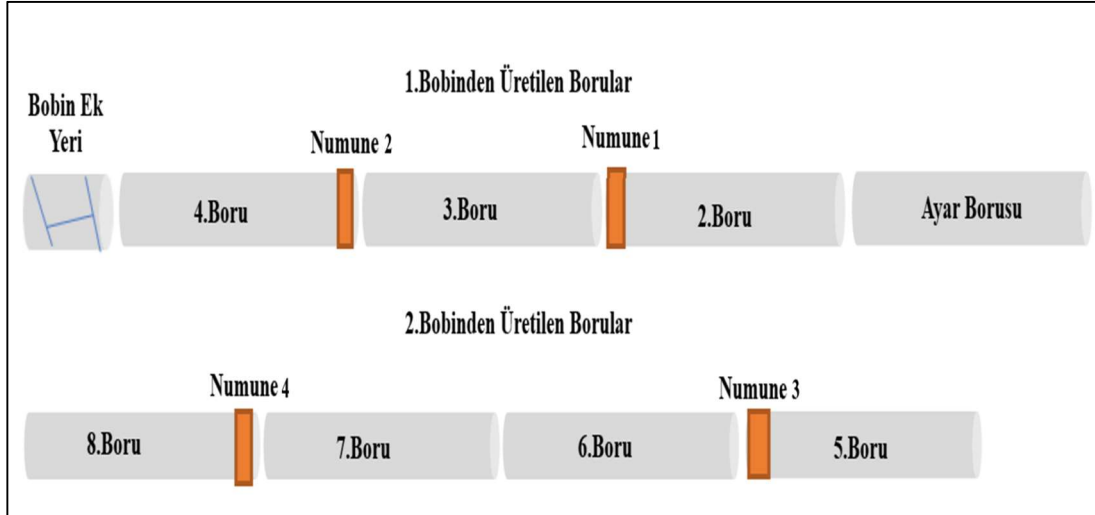 1.Bobinden Üretilen Borular
Bobin Ek
Yeri
Numune 2
Numune 1
4.Boru
3.Boru
2.Boru
Ayar Borusu
2.Bobinden Üretilen Borular
Numune 4
Numune 3
8.Boru
7.Boru
6.Boru
5.Boru